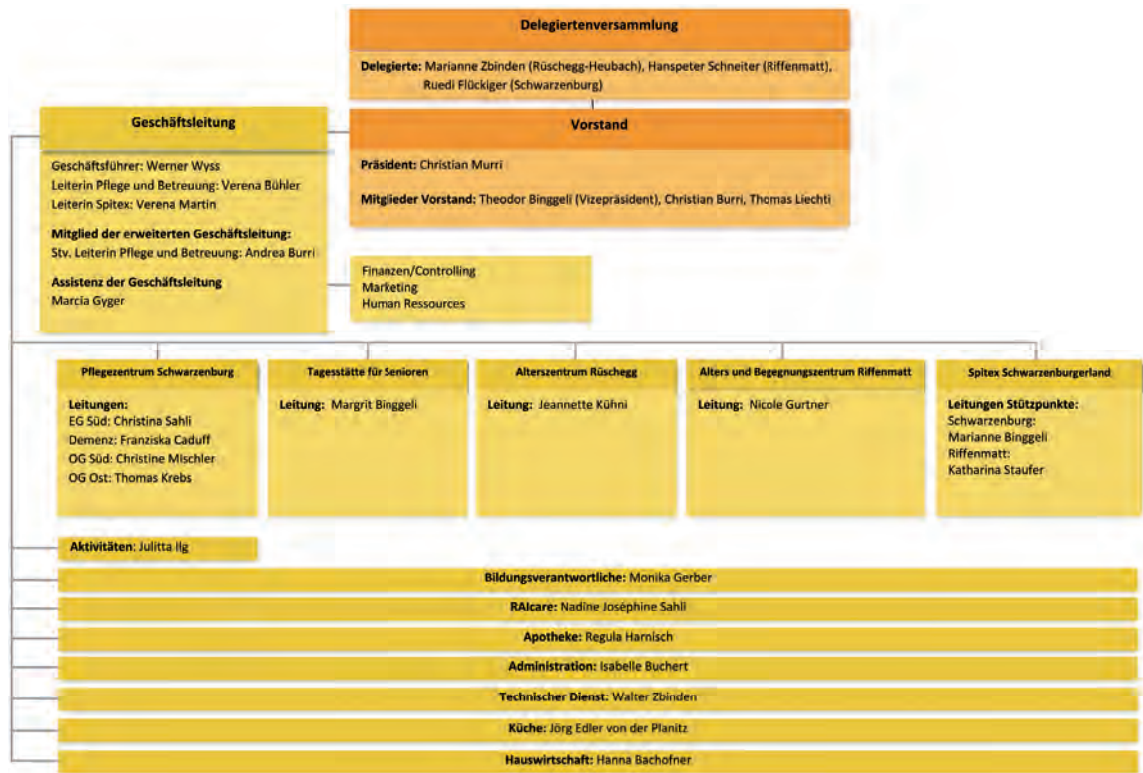 Delegiertenversammlung
Delegierte: Marianne Zbinden (Rüschegg-Heubach), Hanspeter Schneiter (Riffenmatt),
Ruedi Flückiger (Schwarzenburg)
Geschäftsleitung
Geschäftsführer: Werner Wyss
Leiterin Pflege und Betreuung: Verena Bühler
Leiterin Spitex: Verena Martin
Mitglied der erweiterten Geschäftsleitung:
Stv. Leiterin Pflege und Betreuung: Andrea Burri
Assistenz der Geschäftsleitung
Marcia Gyger
Vorstand
Präsident: Christian Murri
Mitglieder Vorstand: Theodor Binggeli (Vizepräsident), Christian Burri, Thomas Liechti
Finanzen/Controlling
Marketing
Human Ressources
Pflegezentrum Schwarzenburg
Leitungen:
EG Süd: Christina Sahli
Demenz: Franziska Caduff
OG Süd: Christine Mischler
OG Ost: Thomas Krebs
Tagesstätte für Senioren
Leitung: Margrit Binggeli
Alterszentrum Rüschegg
Leitung: Jeannette Kühni
Alters und Begegnungszentrum Riffenmatt
Leitung: Nicole Gurtner
Spitex Schwarzenburgerland
Leitungen Stützpunkte:
Schwarzenburg:
Marianne Binggeli
Riffenmatt:
Katharina Staufer
Aktivitäten: Julitta Ilg
Bildungsverantwortliche: Monika Gerber
RAIcare: Nadine Joséphine Sahli
Apotheke: Regula Harnisch
Administration: Isabelle Buchert
Technischer Dienst: Walter Zbinden
Küche: Jörg Edler von der Planitz
Hauswirtschaft: Hanna Bachofner